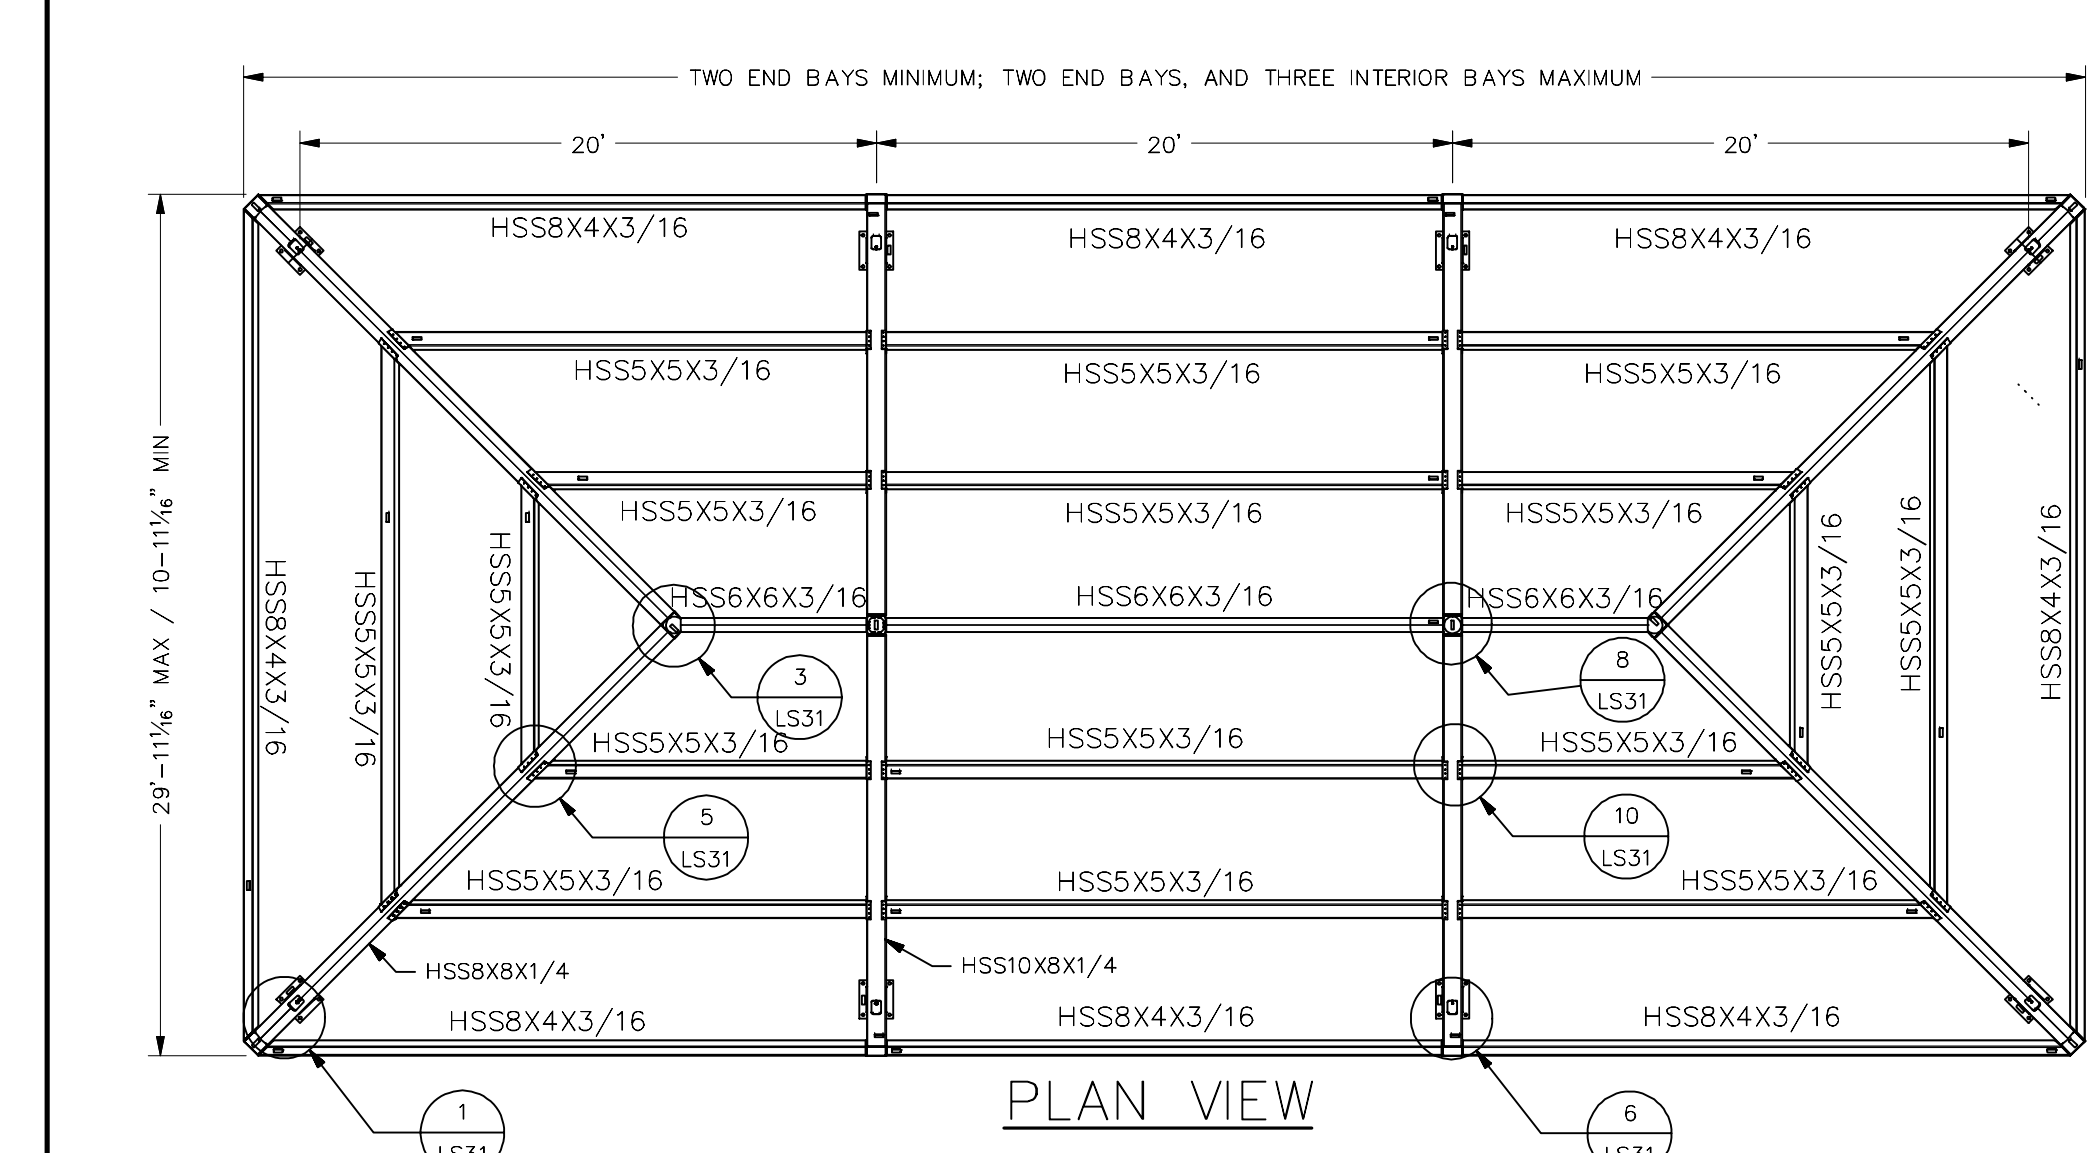 TWO END BAYS MINIMUM; TWO END BAYS, AND THREE INTERIOR BAYS MAXIMUM
20'
20'
20'
29'-11 1/16" MAX / 10-11 1/16" MIN
HSS8X4X3/16
HSS8X4X3/16
HSS8X4X3/16
HSS5X5X3/16
HSS5X5X3/16
HSS5X5X3/16
HSS5X5X3/16
HSS5X5X3/16
HSS5X5X3/16
HSS8X4X3/16
HSS5X5X3/16
HSS5X5X3/16
HSS6X6X3/16
HSS6X6X3/16
HSS6X6X3/16
HSS5X5X3/16
HSS5X5X3/16
HSS8X4X3/16
3
LS31
8
LS31
HSS5X5X3/16
HSS5X5X3/16
HSS5X5X3/16
5
LS31
10
LS31
HSS5X5X3/16
HSS5X5X3/16
HSS5X5X3/16
HSS8X8X1/4
HSS10X8X1/4
HSS8X4X3/16
HSS8X4X3/16
HSS8X4X3/16
PLAN VIEW
1
LS31
6
LS31